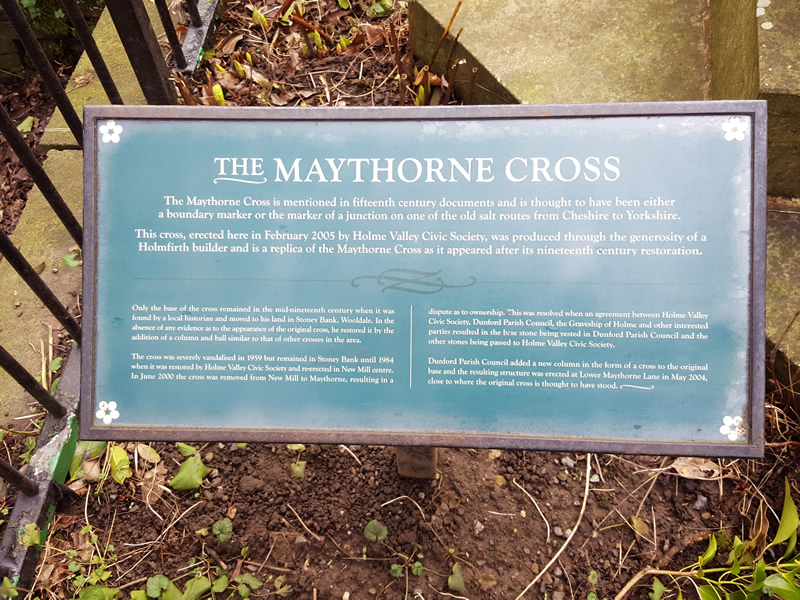 THE MAYTHORNE CROSS
The Maythorne Cross is mentioned in fifteenth century documents and is thought to have been either
a boundary marker or the marker of a junction on one of the old salt routes from Cheshire to Yorkshire.
This cross, erected here in February 2005 by Holme Valley Civic Society, was produced through the generosity of a
Holmfirth builder and is a replica of the Maythorne Cross as it appeared after its nineteenth century restoration.
Only the base of the cross remained in the mid-nineteenth century when it was
found by a local historian and moved to his land in Stoney Bank, Wooldale. In the
absence of any evidence as to the appearance of the original cross, he restored it by the
addition of a column and ball similar to that of other crosses in the area.
The cross was severely vandalised in 1959 but remained in Stoney Bank until 1984
when it was restored by Holme Valley Civic Society and re-erected in New Mill centre.
In June 2000 the cross was removed from New Mill to Maythorne, resulting in a
dispute as to ownership. This was resolved when an agreement between Holme Valley
Civic Society, Dunford Parish Council, the Graveship of Holme and other interested
parties resulted in the base stone being vested in Dunford Parish Council and the
other stones being passed to Holme Valley Civic Society.
Dunford Parish Council added a new column in the form of a cross to the original
base and the resulting structure was erected at Lower Maythorne Lane in May 2004,
close to where the original cross is thought to have stood.